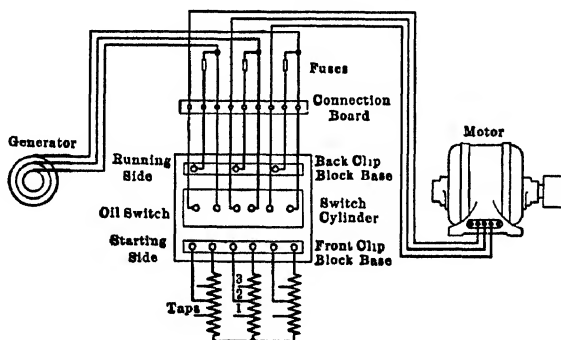 Fuses
Connection
Board
Generator
Motor
Running
Side
Back Clip
Block Base
Oil Switch
Switch
Cylinder
Starting
Side
Front Clip
Block Base
3
2
1
Taps